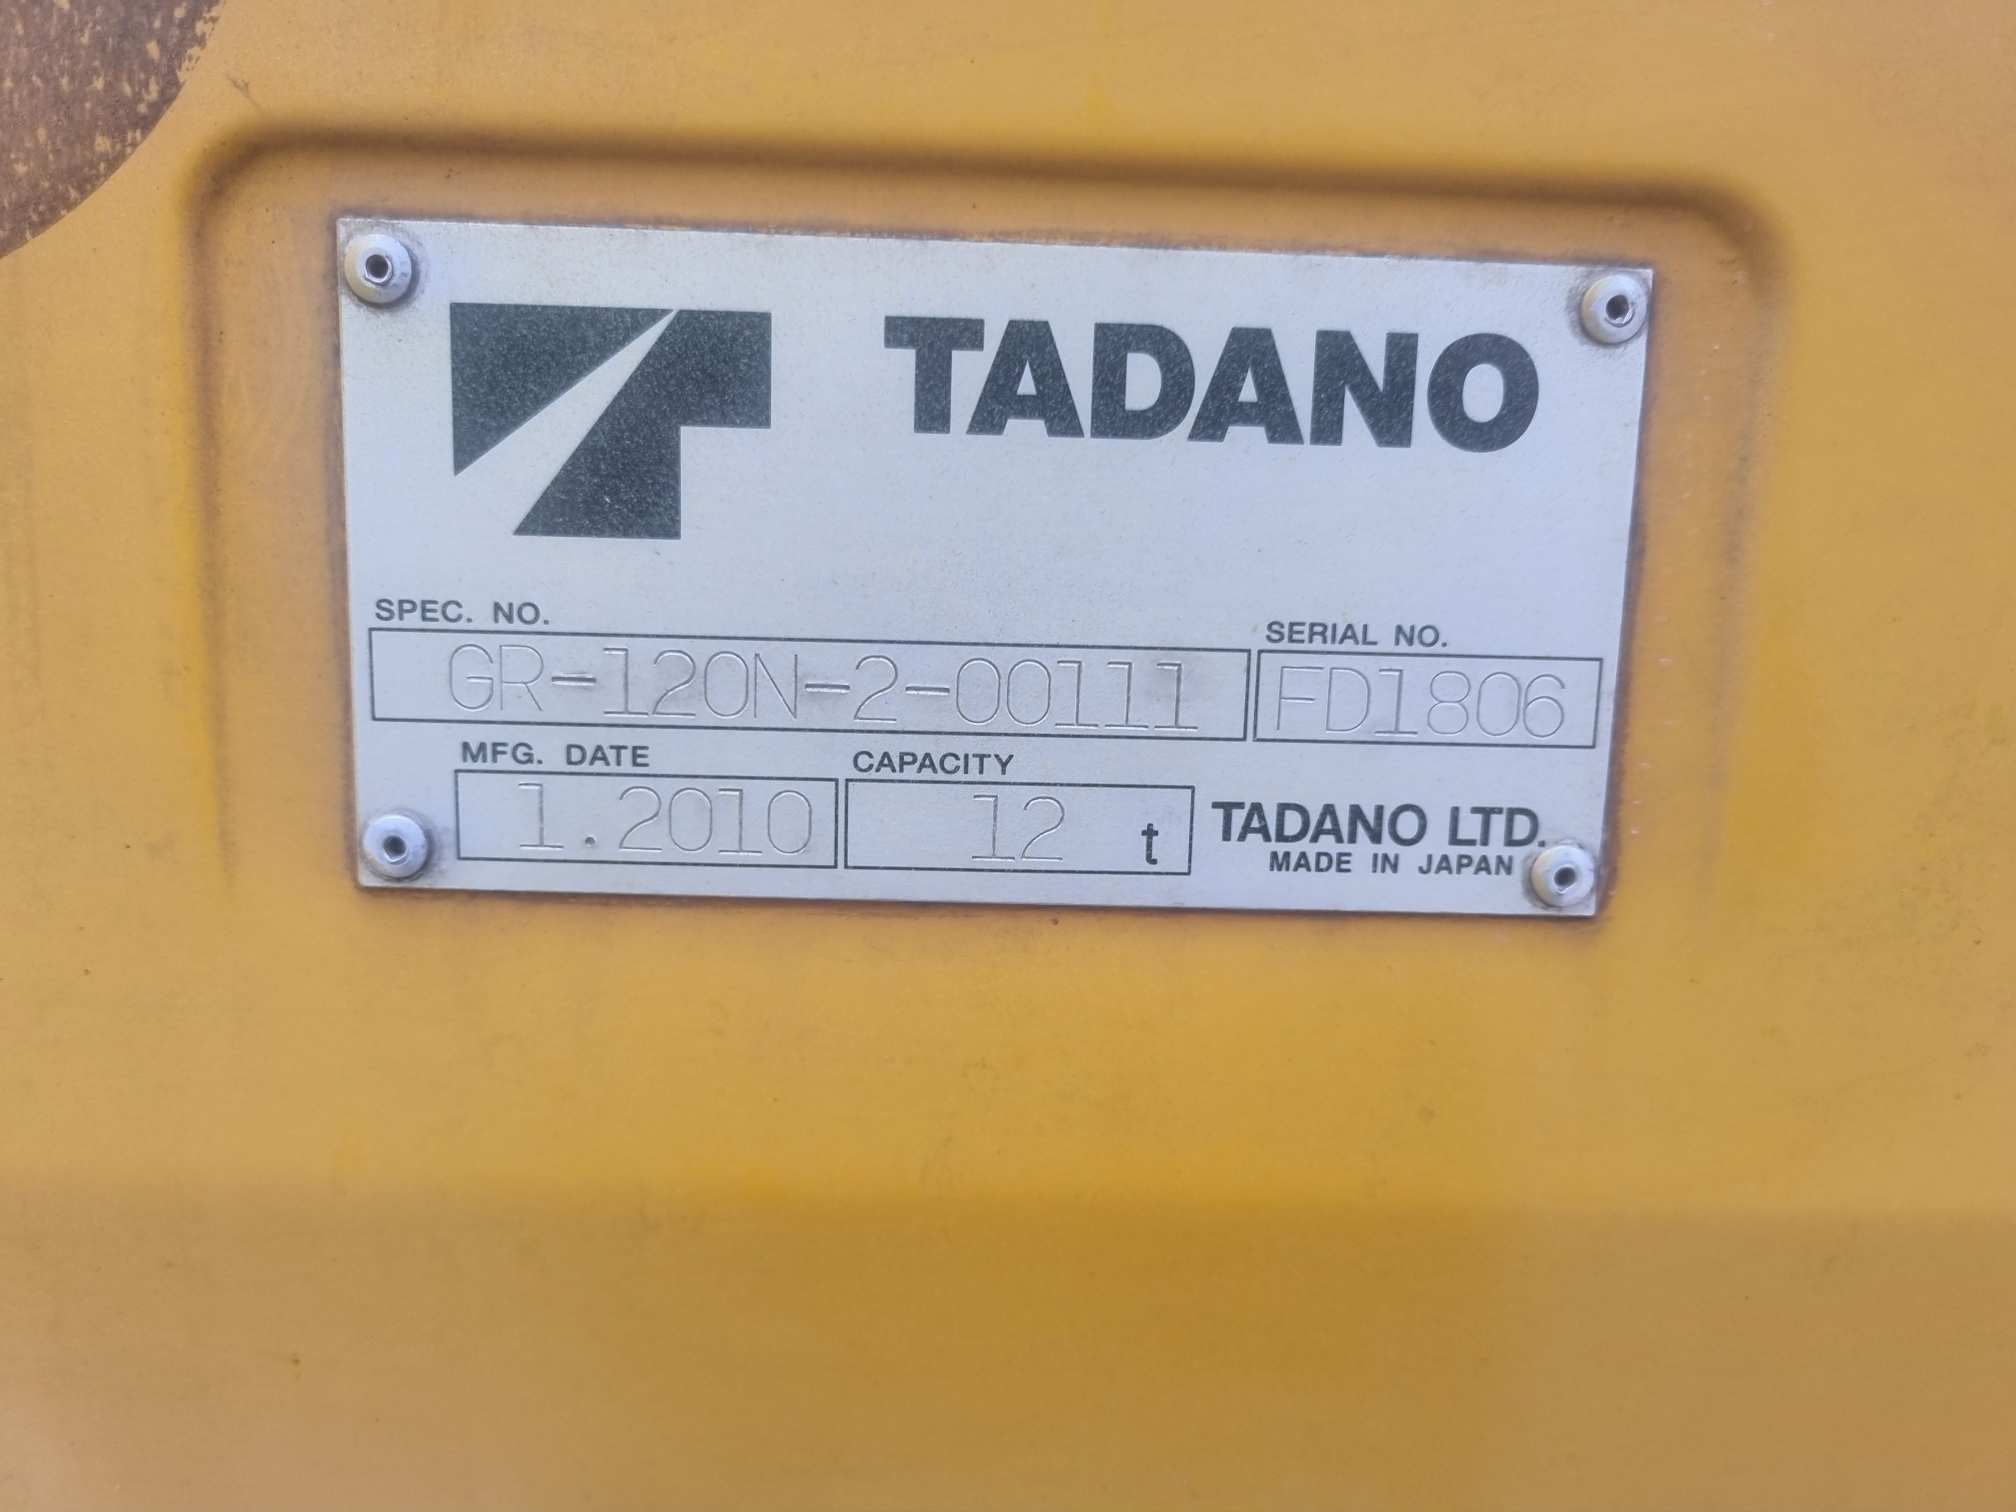 TADANO
SPEC. NO.
GR-120N-2-00111
SERIAL NO.
FD1806
MFG. DATE
1.2010
CAPACITY
12 t
TADANO LTD.
MADE IN JAPAN